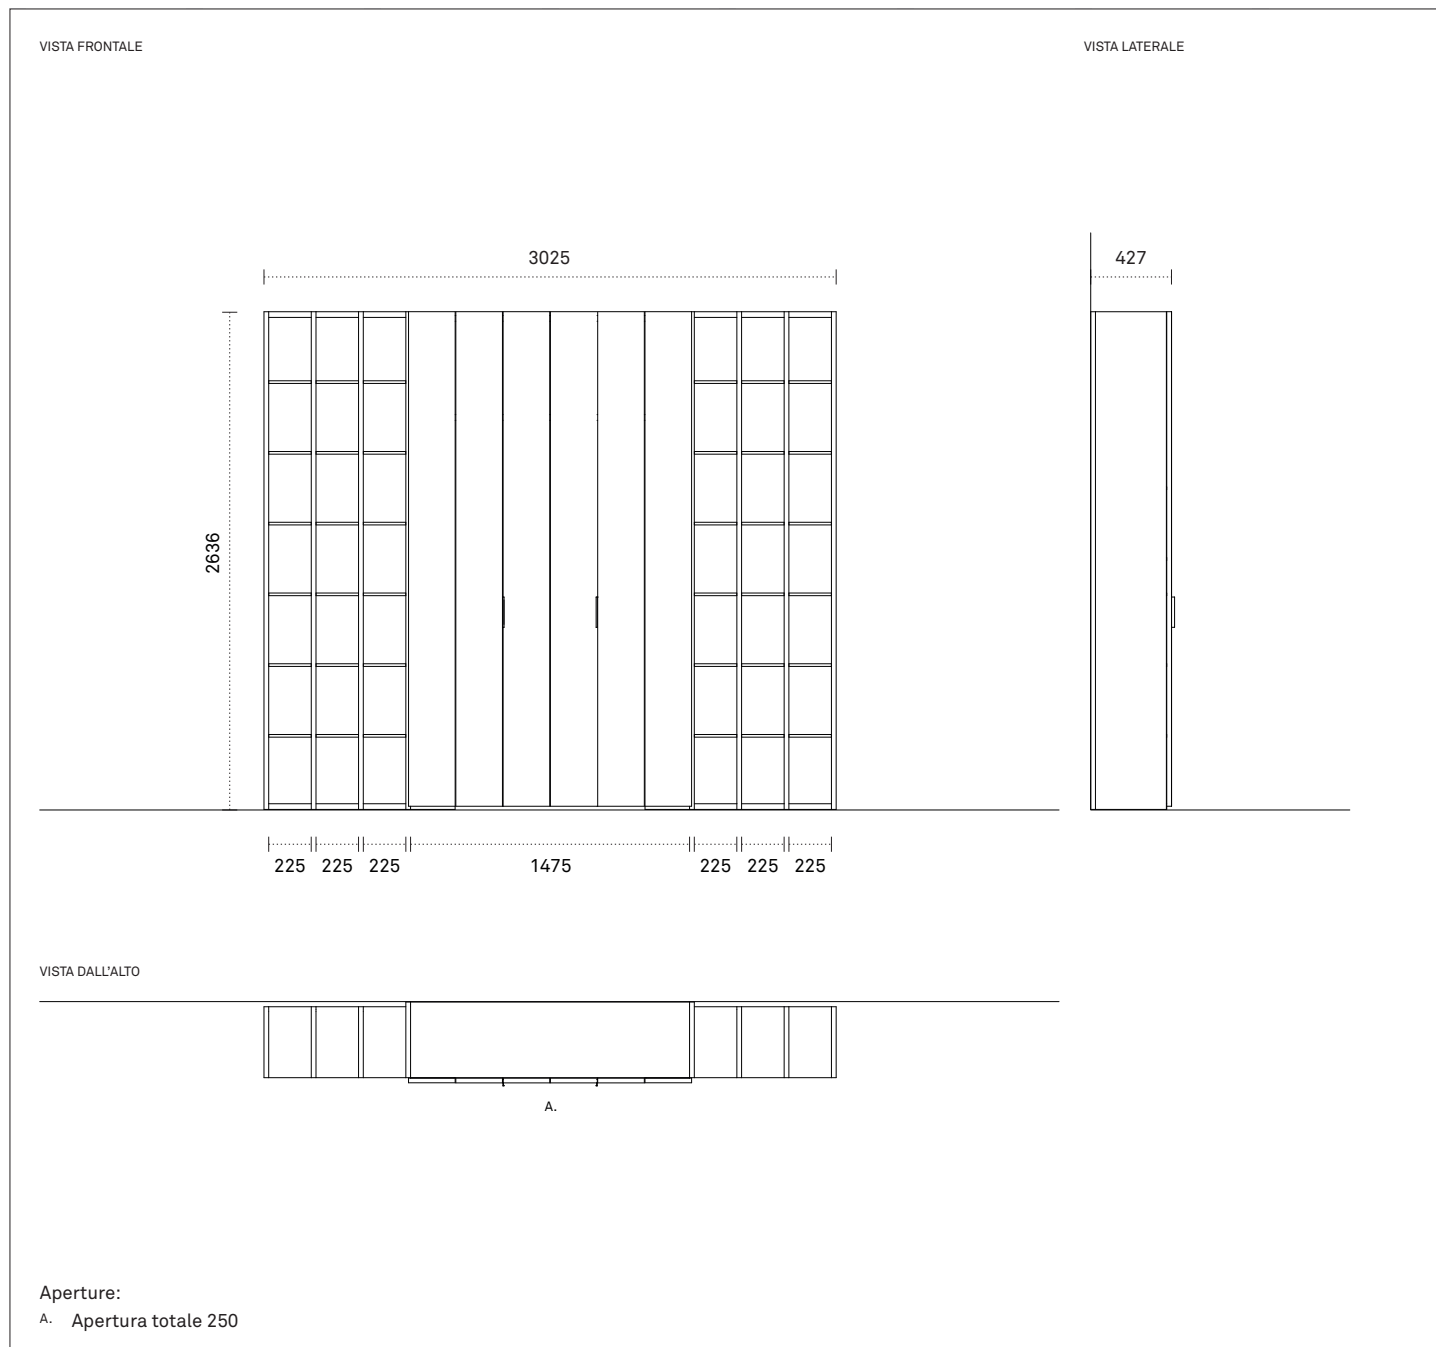 VISTA FRONTALE
VISTA LATERALE
3025
427
2636
225 225 225 1475 225 225 225
VISTA DALL'ALTO
A.
Aperture:
A. Apertura totale 250